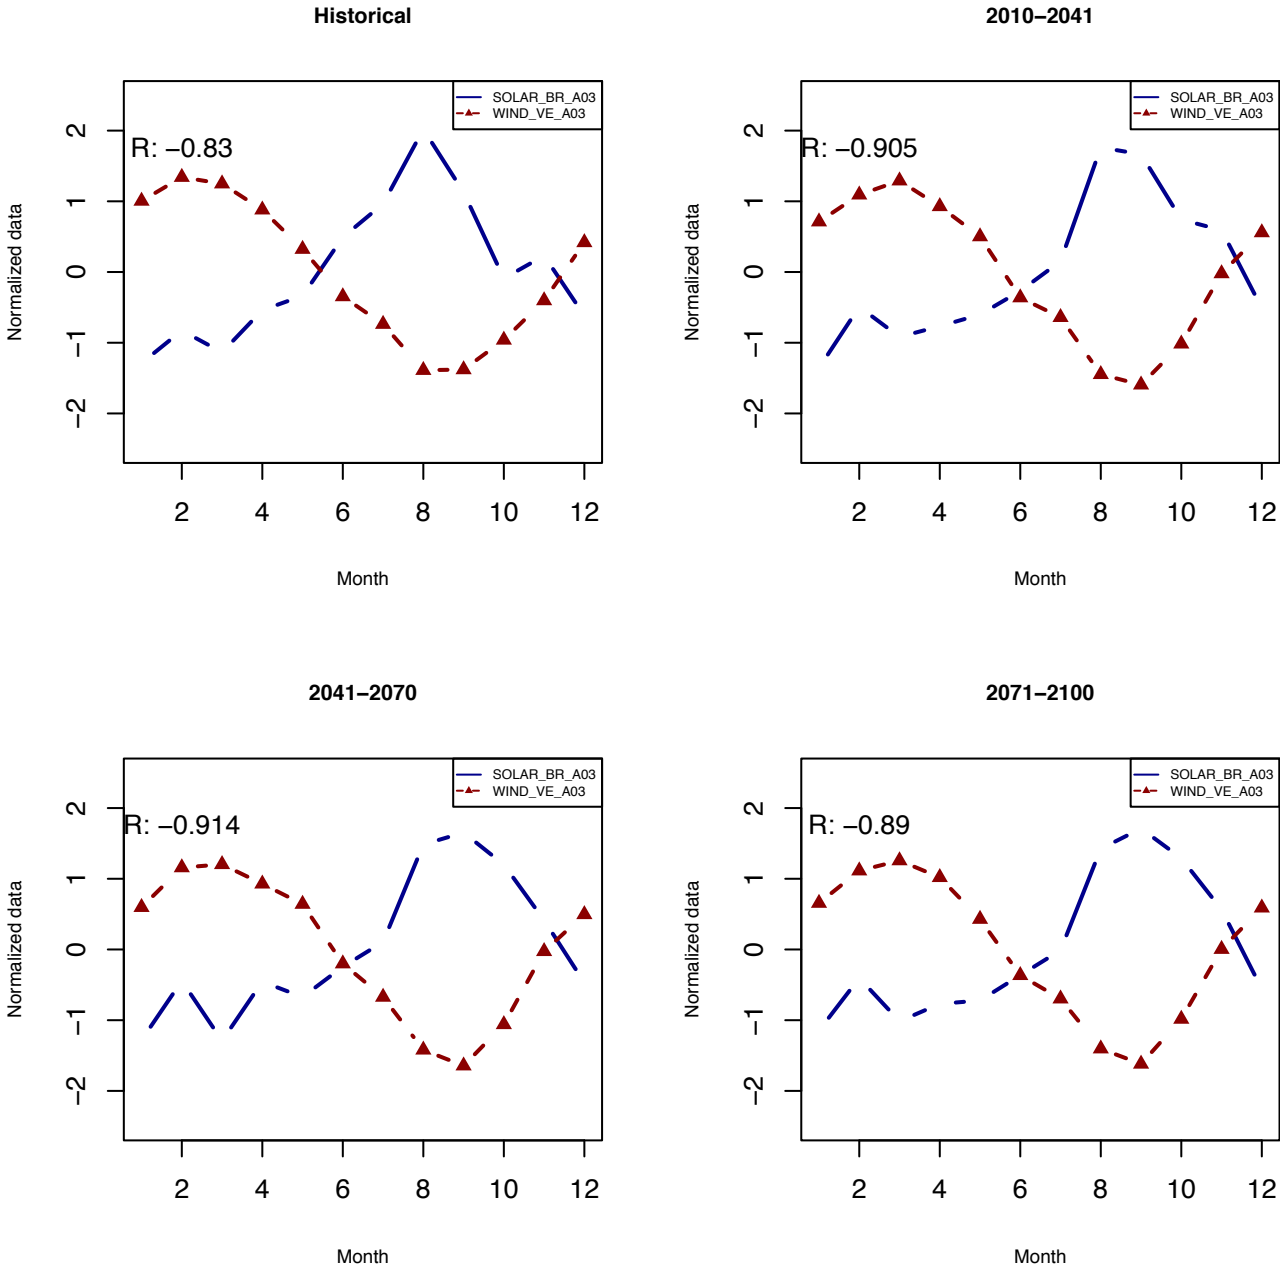 Historical
SOLAR_BR_A03
WIND_VE_A03
R: −0.83
Normalized data
2
1
0
−1
−2
2 4 6 8 10 12
Month
2010−2041
SOLAR_BR_A03
WIND_VE_A03
R: −0.905
Normalized data
2
1
0
−1
−2
2 4 6 8 10 12
Month
2041−2070
SOLAR_BR_A03
WIND_VE_A03
R: −0.914
Normalized data
2
1
0
−1
−2
2 4 6 8 10 12
Month
2071−2100
SOLAR_BR_A03
WIND_VE_A03
R: −0.89
Normalized data
2
1
0
−1
−2
2 4 6 8 10 12
Month